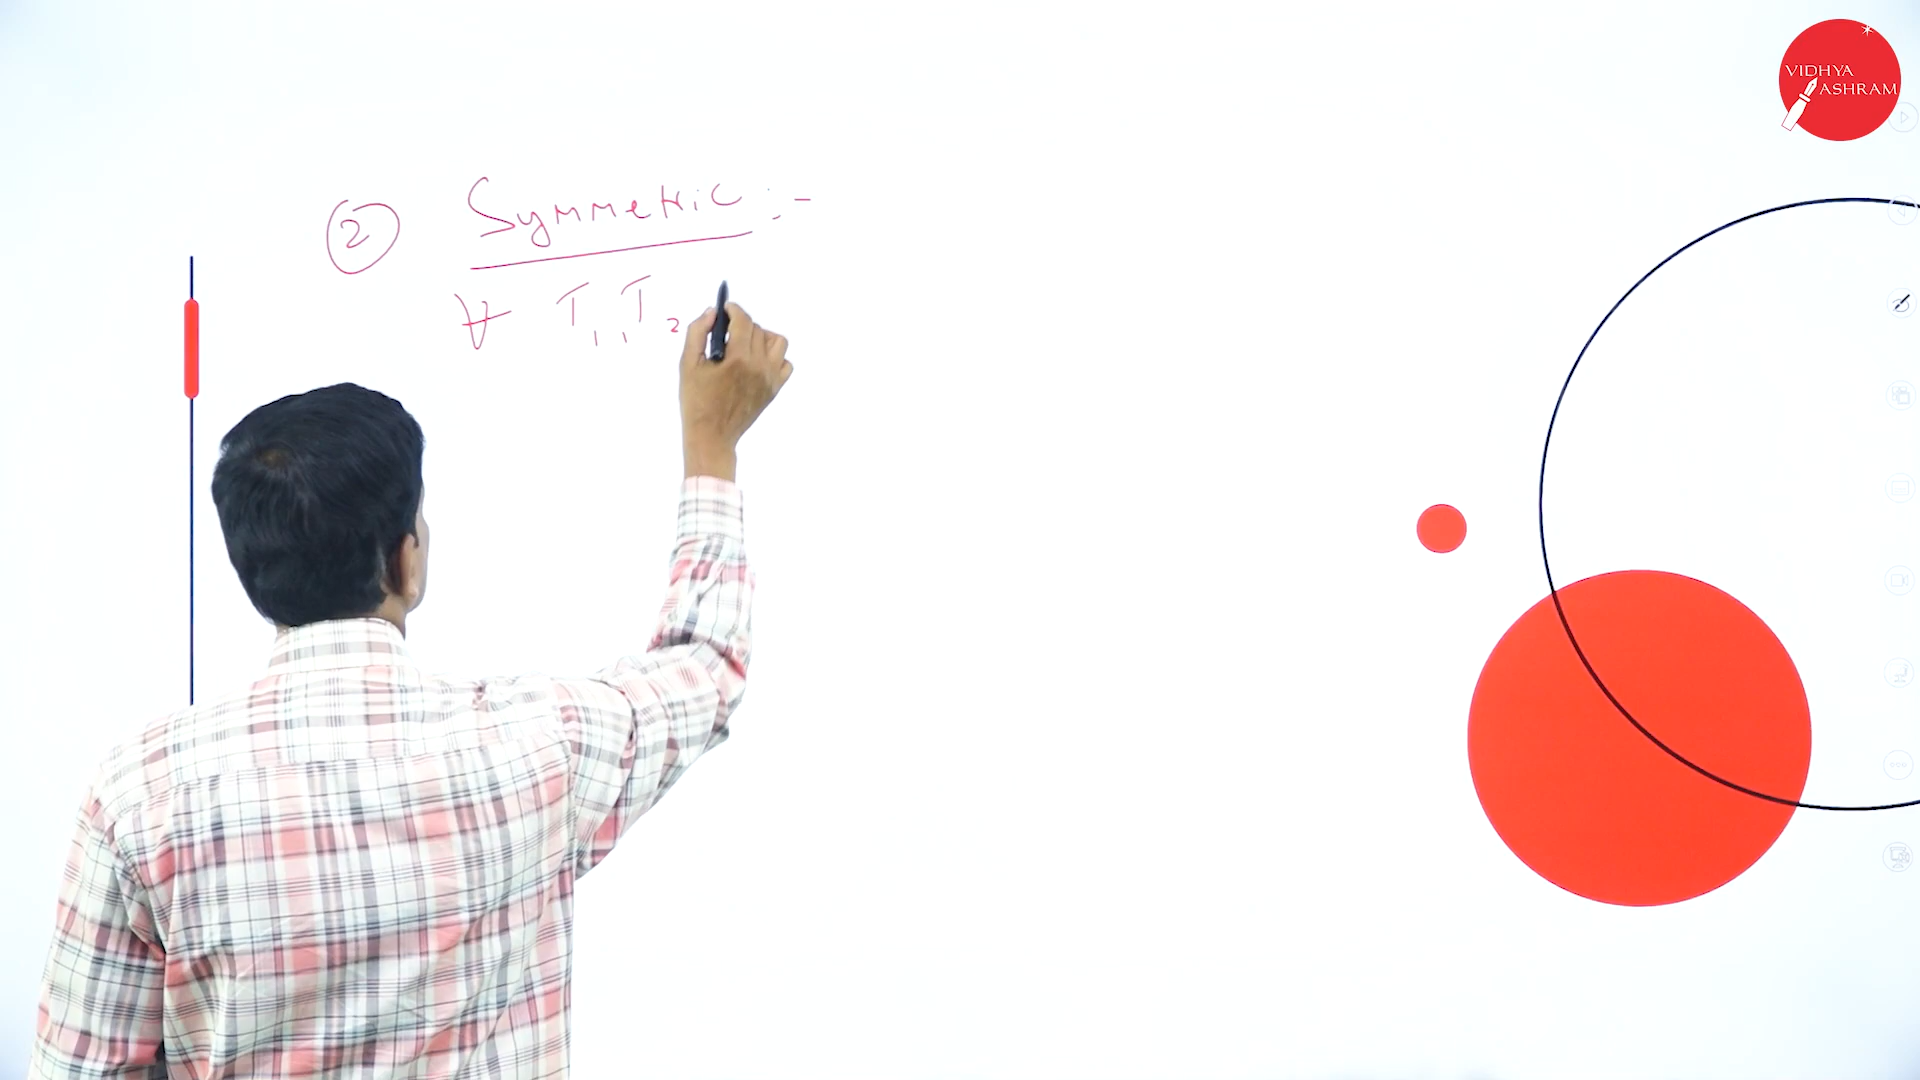 VIDHYA
ASHRAM
② Symmetric :-
∀ T₁, T₂